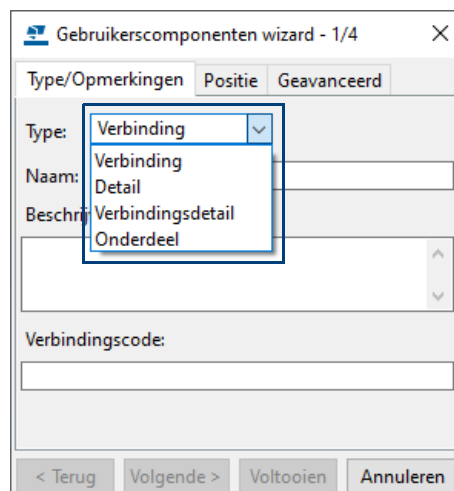 Gebruikerscomponenten wizard - 1/4
Type/Opmerkingen Positie Geavanceerd
Type: Verbinding
Verbinding
Naam:
Detail
Verbindingsdetail
Onderdeel
Verbindingscode:
< Terug Volgende > Voltooien Annuleren